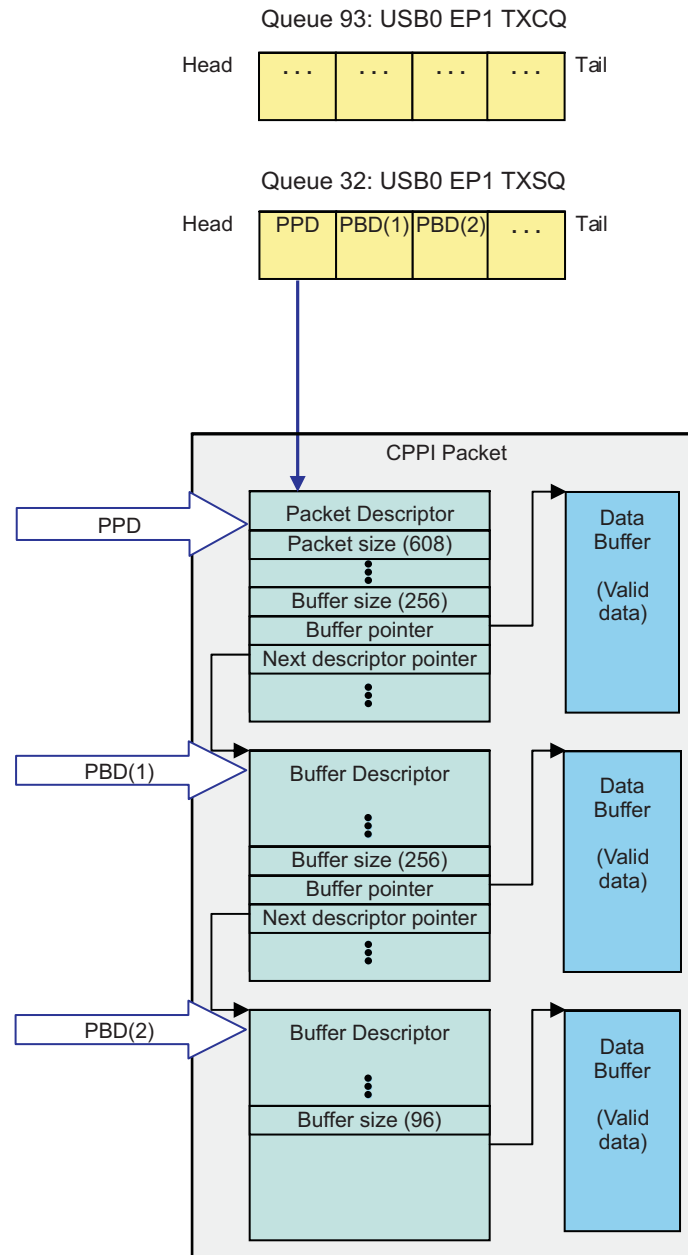 Queue 93: USB0 EP1 TXCQ
Head ... ... ... ... Tail
Queue 32: USB0 EP1 TXSQ
Head PPD PBD(1) PBD(2) ... Tail
CPPI Packet
PPD
Packet Descriptor
Packet size (608)
Buffer size (256)
Buffer pointer
Next descriptor pointer
Data
Buffer
(Valid
data)
PBD(1)
Buffer Descriptor
Buffer size (256)
Buffer pointer
Next descriptor pointer
Data
Buffer
(Valid
data)
PBD(2)
Buffer Descriptor
Buffer size (96)
Data
Buffer
(Valid
data)